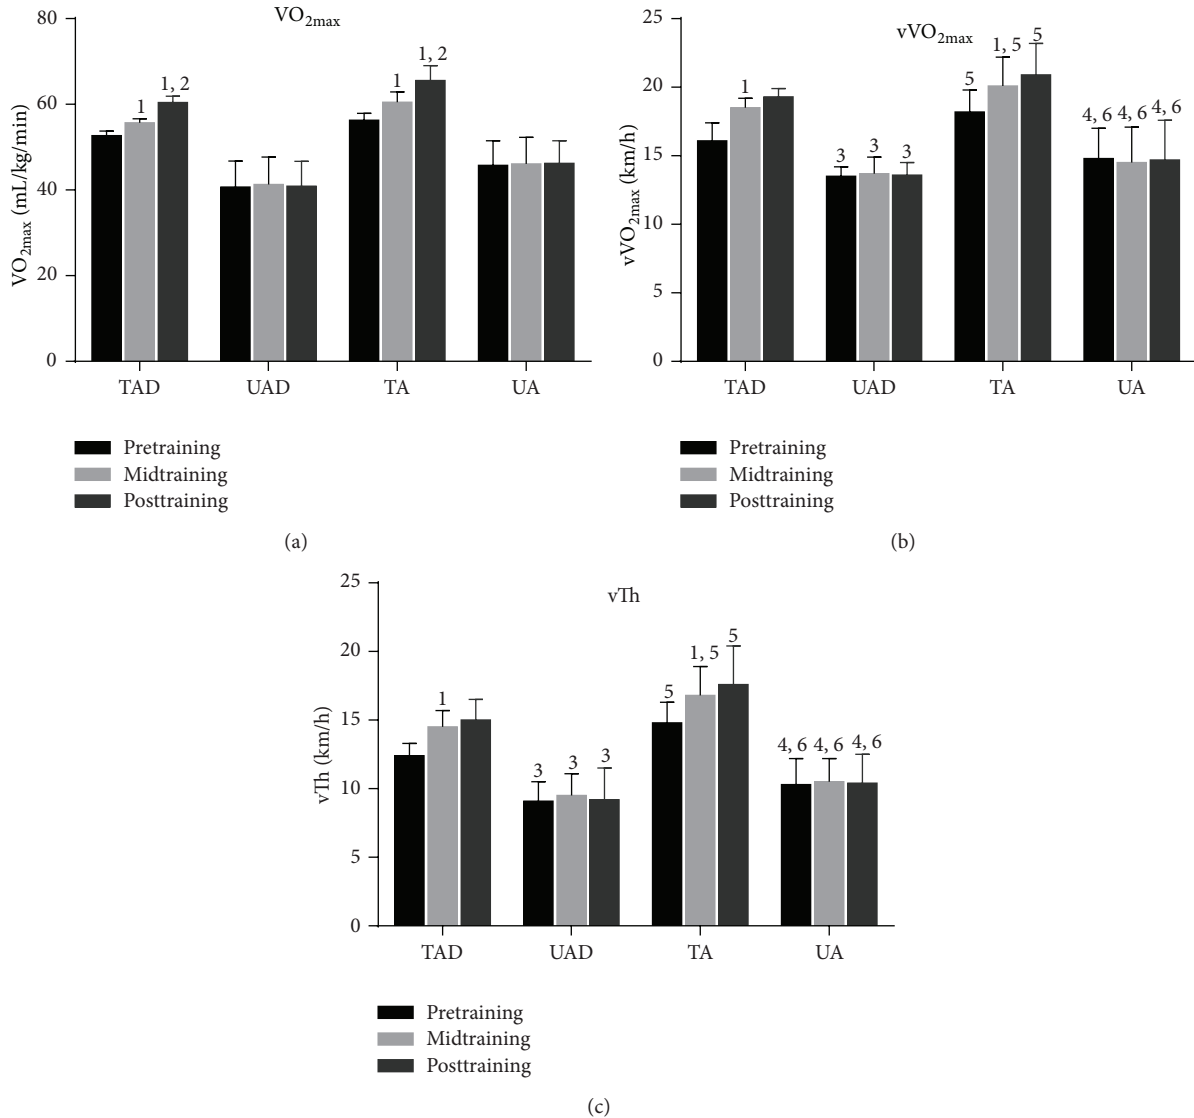 VO2max
VO2max (mL/kg/min)
80
60
40
20
0
1
1, 2
1
1, 2
TAD UAD TA UA
Pretraining
Midtraining
Posttraining
(a)
vVO2max
vVO2max (km/h)
25
20
15
10
5
0
1
3 3 3
5
1, 5
5
4, 6 4, 6 4, 6
TAD UAD TA UA
Pretraining
Midtraining
Posttraining
(b)
vTh
vTh (km/h)
25
20
15
10
5
0
1
3 3 3
5
1, 5
5
4, 6 4, 6 4, 6
TAD UAD TA UA
Pretraining
Midtraining
Posttraining
(c)